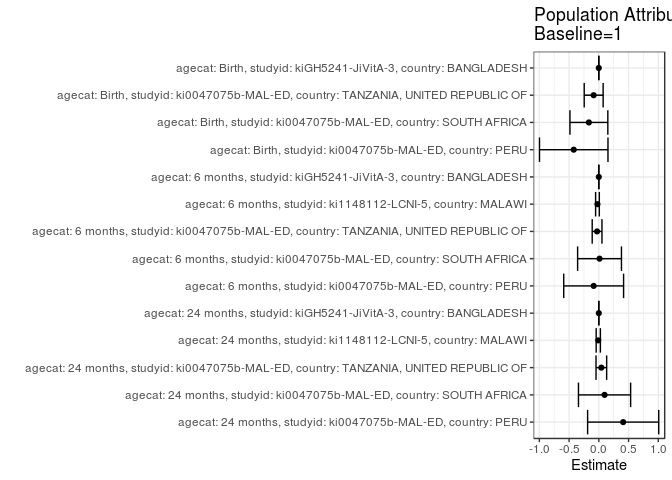 Population Attribu
Baseline=1
agecat: Birth, studyid: kiGH5241-JiVitA-3, country: BANGLADESH
agecat: Birth, studyid: ki0047075b-MAL-ED, country: TANZANIA, UNITED REPUBLIC OF
agecat: Birth, studyid: ki0047075b-MAL-ED, country: SOUTH AFRICA
agecat: Birth, studyid: ki0047075b-MAL-ED, country: PERU
agecat: 6 months, studyid: kiGH5241-JiVitA-3, country: BANGLADESH
agecat: 6 months, studyid: ki1148112-LCNI-5, country: MALAWI
agecat: 6 months, studyid: ki0047075b-MAL-ED, country: TANZANIA, UNITED REPUBLIC OF
agecat: 6 months, studyid: ki0047075b-MAL-ED, country: SOUTH AFRICA
agecat: 6 months, studyid: ki0047075b-MAL-ED, country: PERU
agecat: 24 months, studyid: kiGH5241-JiVitA-3, country: BANGLADESH
agecat: 24 months, studyid: ki1148112-LCNI-5, country: MALAWI
agecat: 24 months, studyid: ki0047075b-MAL-ED, country: TANZANIA, UNITED REPUBLIC OF
agecat: 24 months, studyid: ki0047075b-MAL-ED, country: SOUTH AFRICA
agecat: 24 months, studyid: ki0047075b-MAL-ED, country: PERU
-1.0 -0.5 0.0 0.5 1.0
Estimate